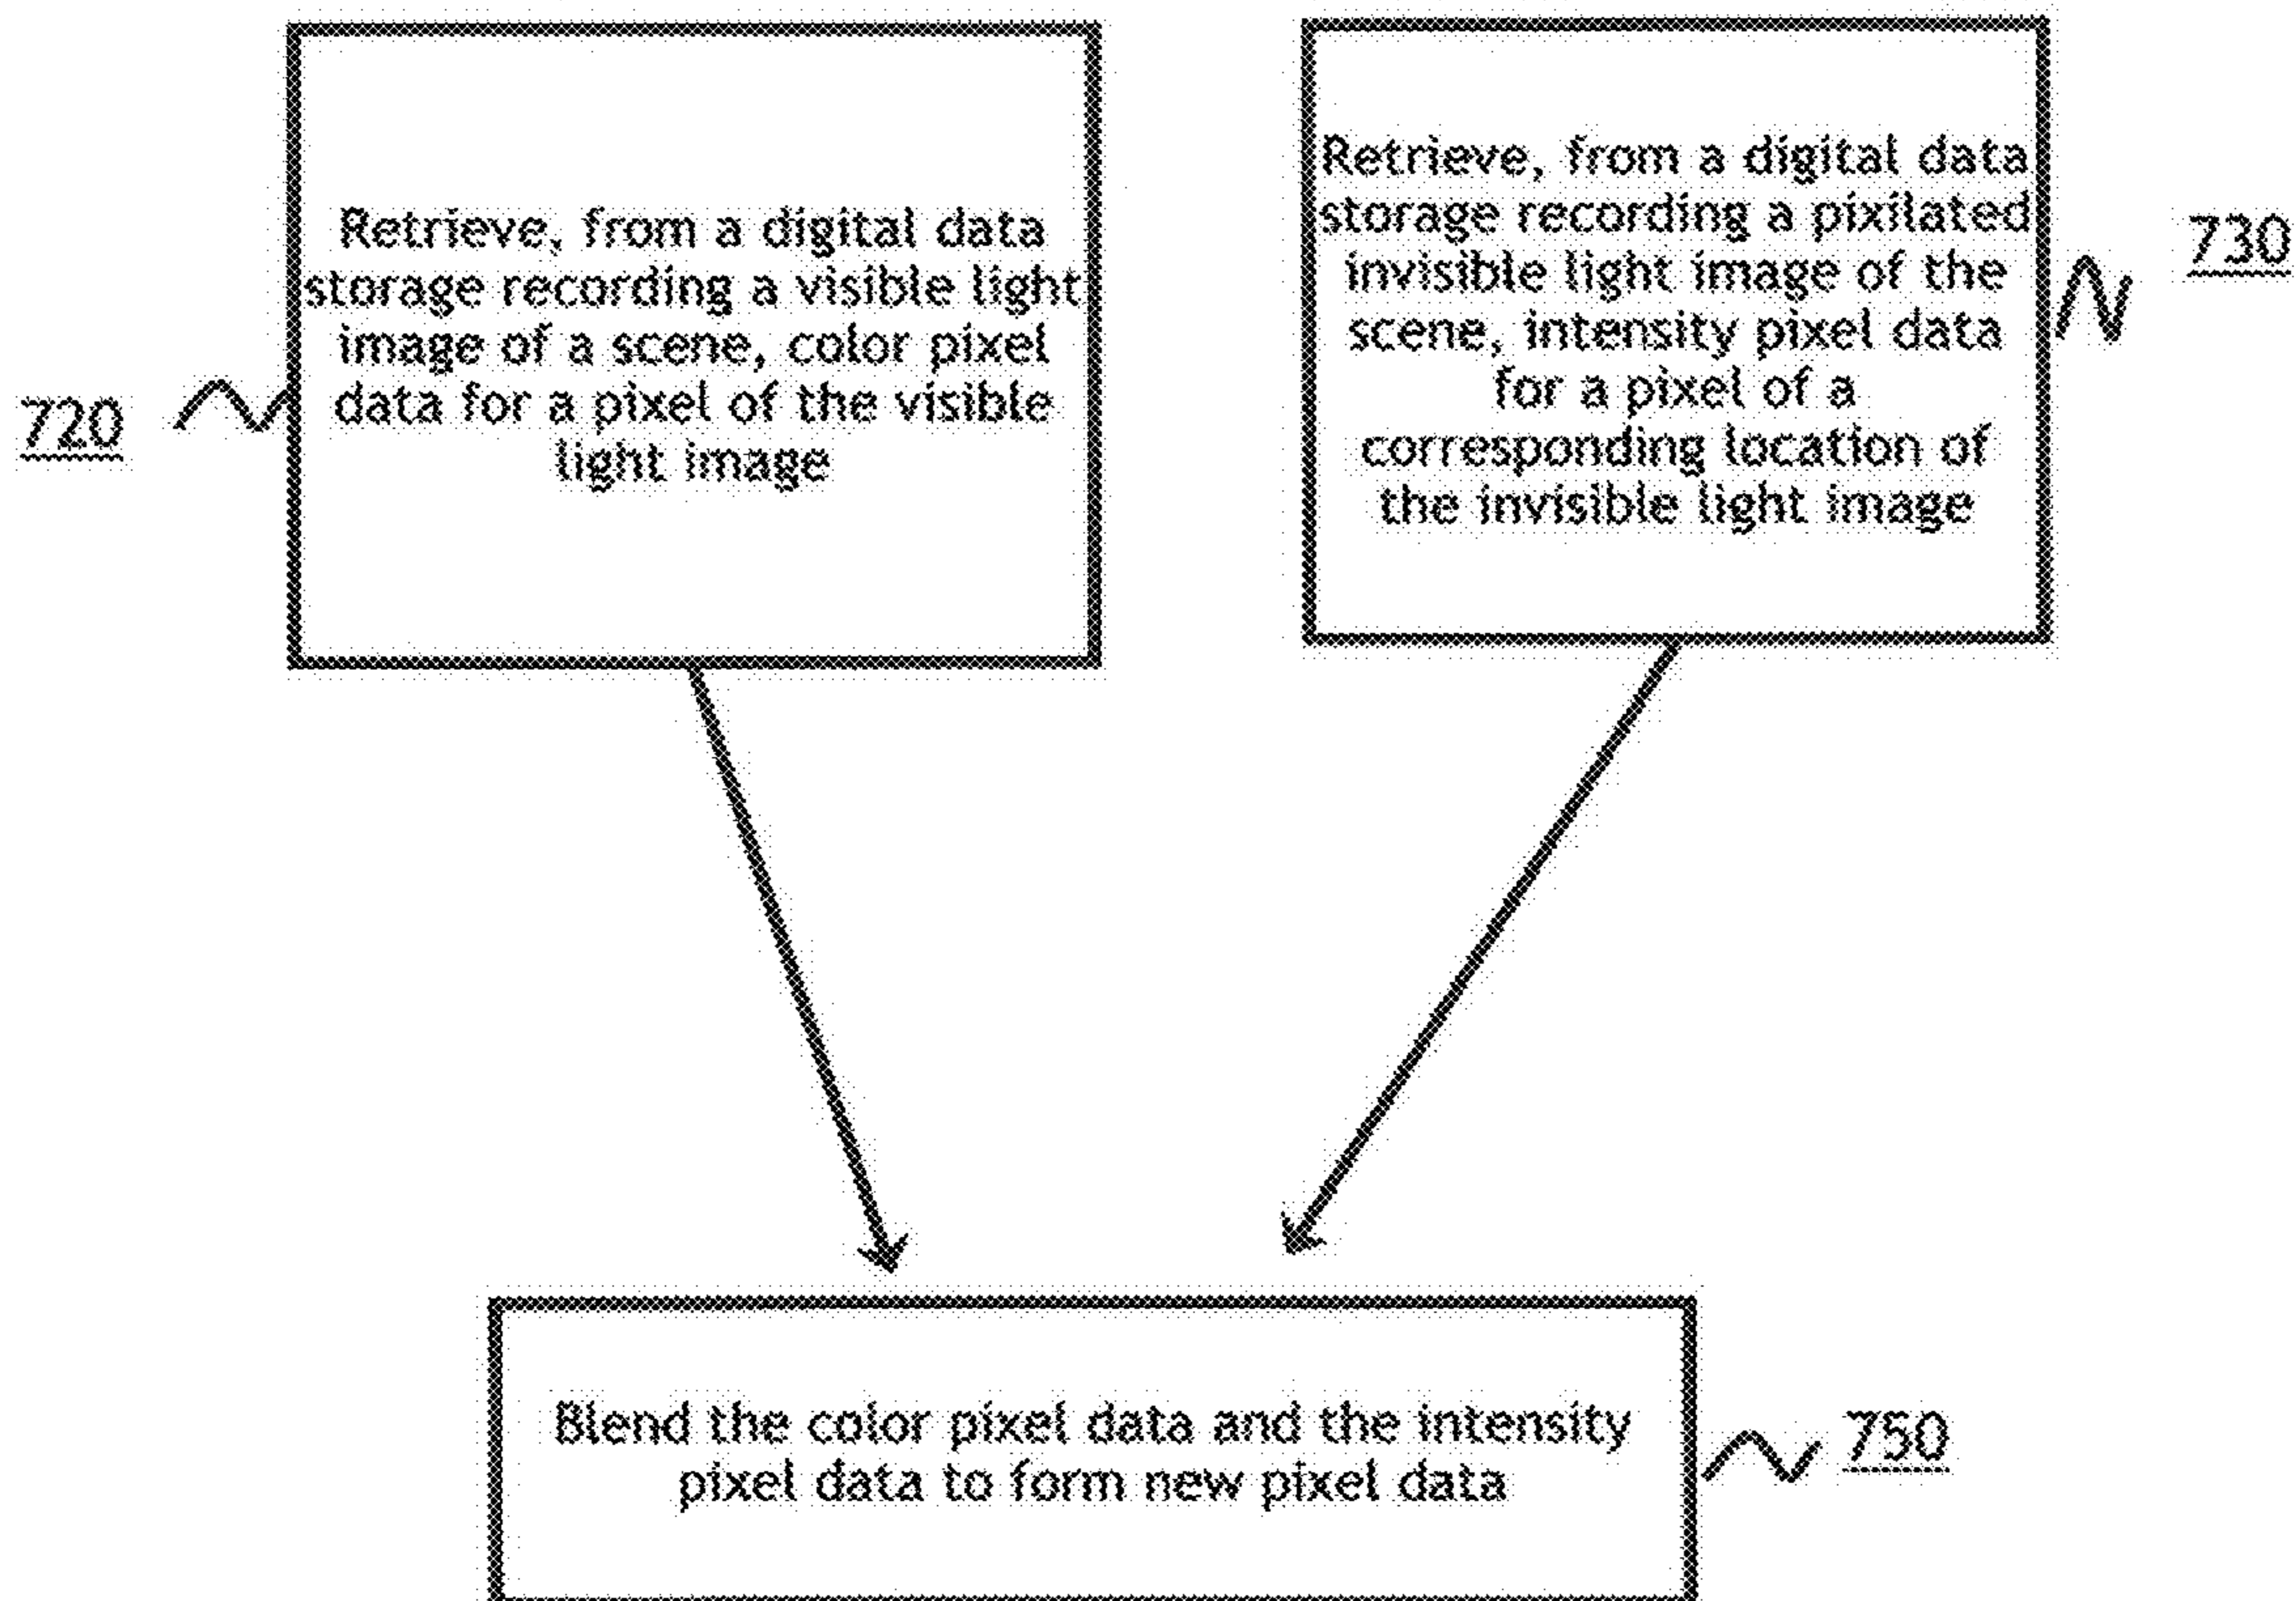 Retrieve, from a digital data
storage recording a visible light
image of a scene, color pixel
data for a pixel of the visible
light image
720
Retrieve, from a digital data
storage recording a pixilated
invisible light image of the
scene, intensity pixel data
for a pixel of a
corresponding location of
the invisible light image
730
Blend the color pixel data and the intensity
pixel data to form new pixel data
750